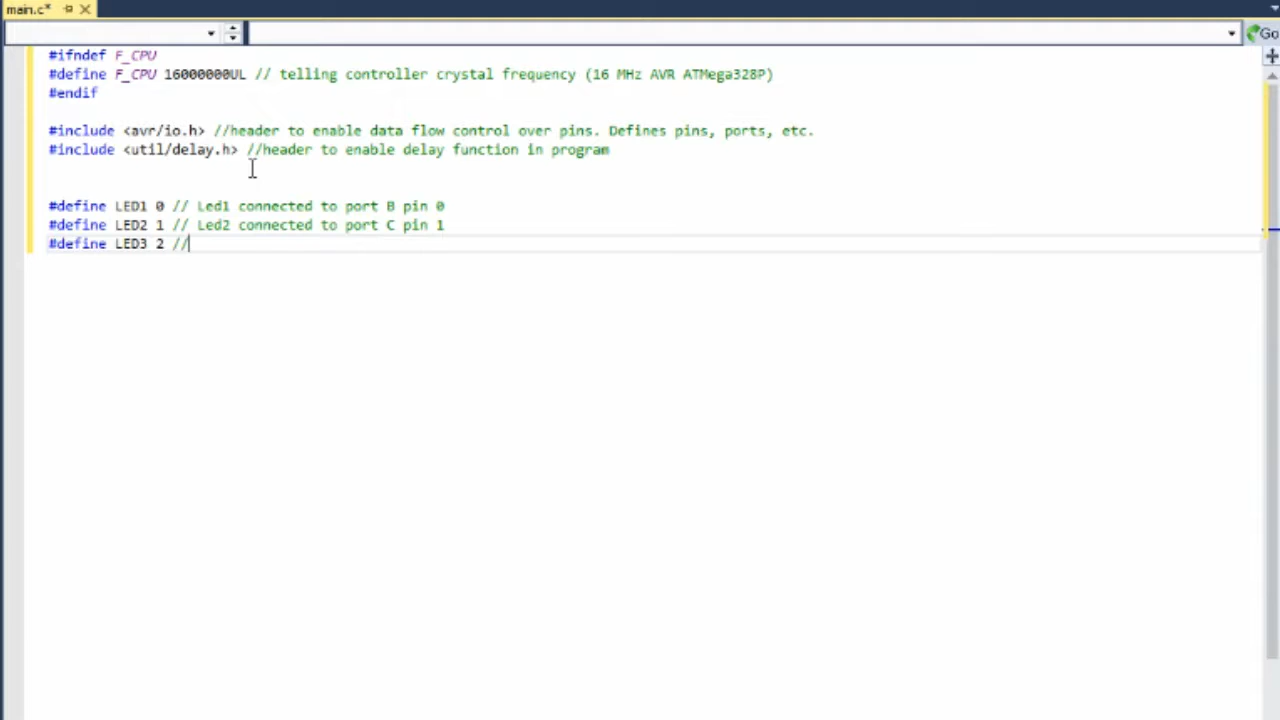 main.c*
Go
#ifndef F_CPU
#define F_CPU 16000000UL // telling controller crystal frequency (16 MHz AVR ATMega328P)
#endif
#include <avr/io.h> //header to enable data flow control over pins. Defines pins, ports, etc.
#include <util/delay.h> //header to enable delay function in program
#define LED1 0 // Led1 connected to port B pin 0
#define LED2 1 // Led2 connected to port C pin 1
#define LED3 2 //